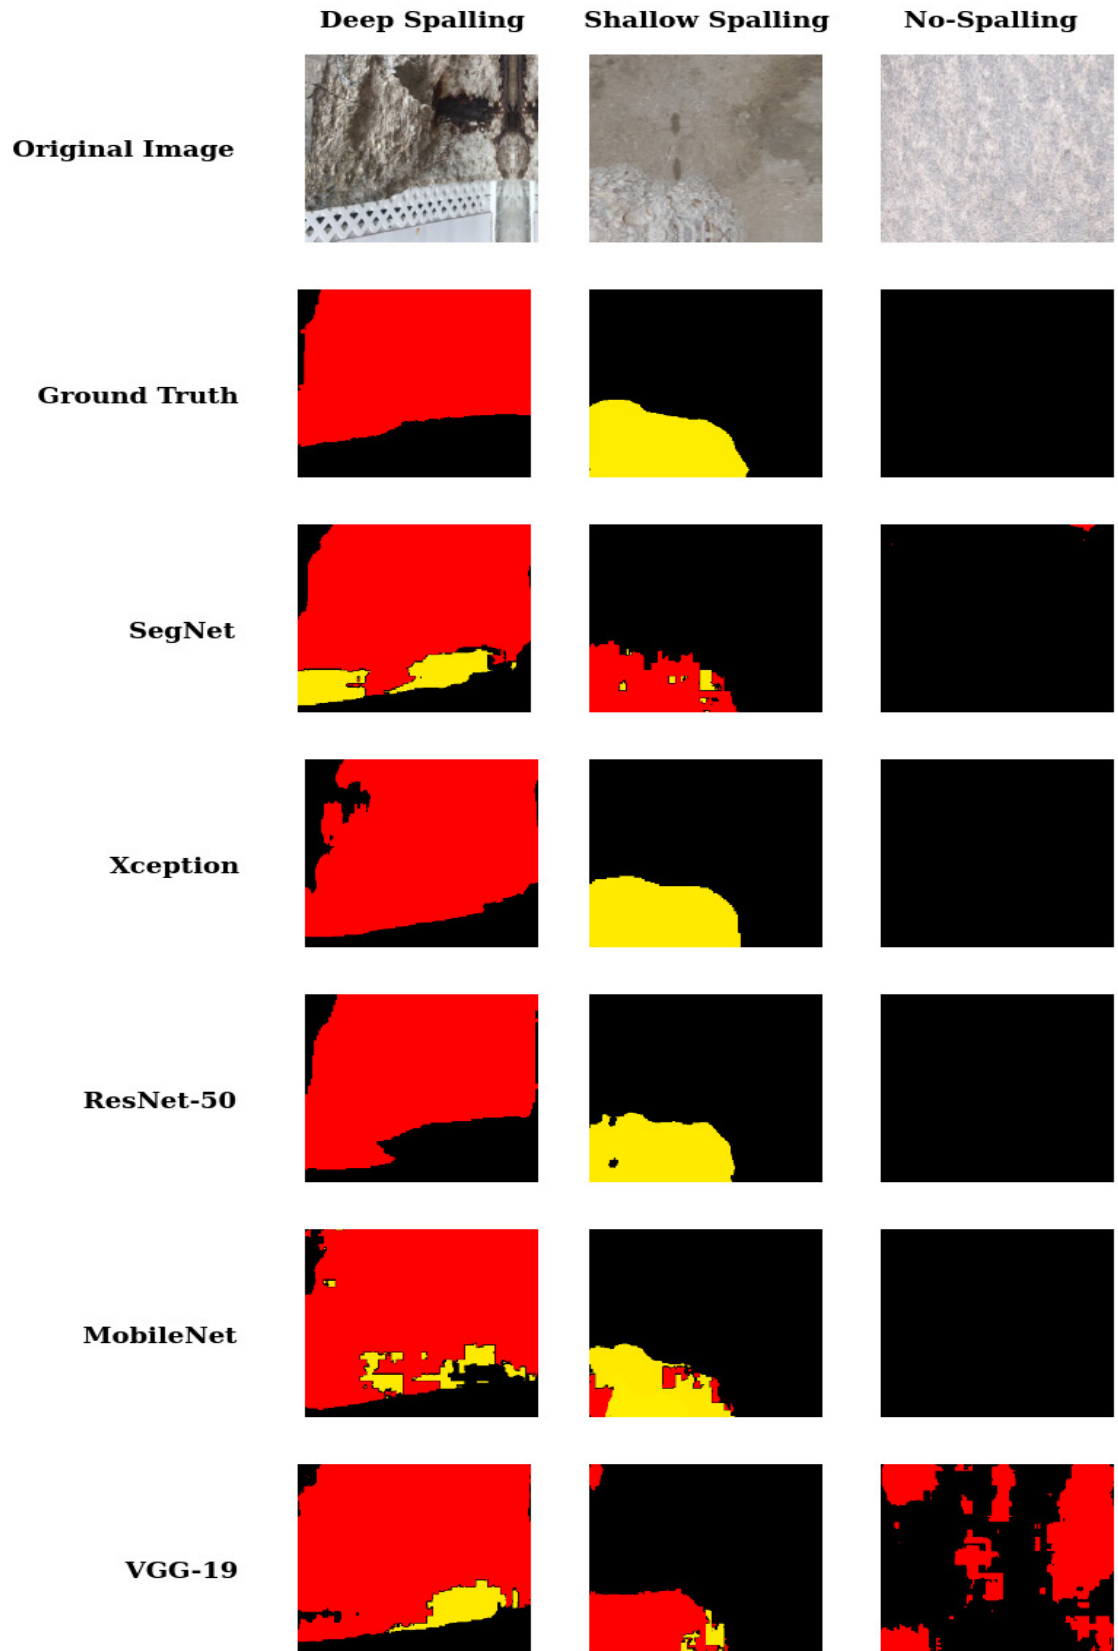 Deep Spalling Shallow Spalling No-Spalling
Original Image
Ground Truth
SegNet
Xception
ResNet-50
MobileNet
VGG-19